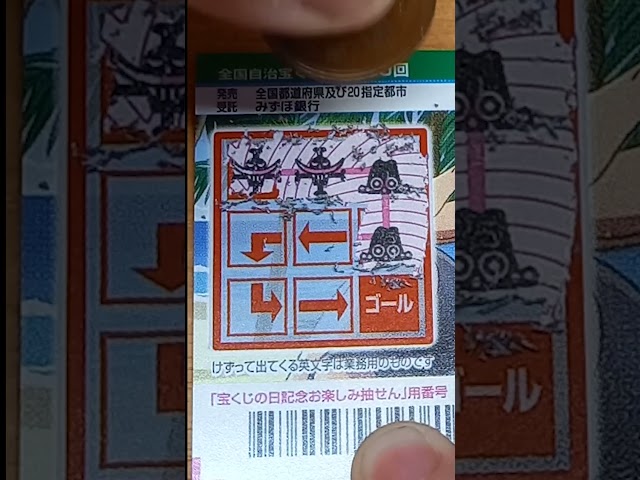 全国自治宝く 回
発売 全国都道府県及び20指定都市
受託 みずほ銀行
ゴール
けずって出てくる英文字は業務用のものです
「宝くじの日記念お楽しみ抽せん」用番号